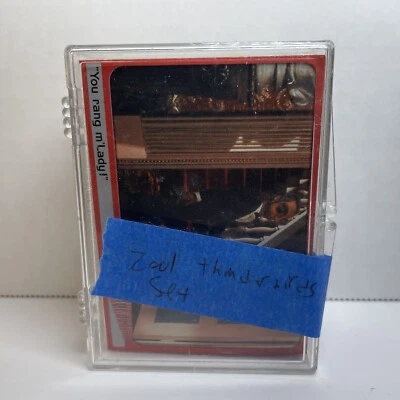 "You rang m'Lady!"
2001 thunderbirds
Set